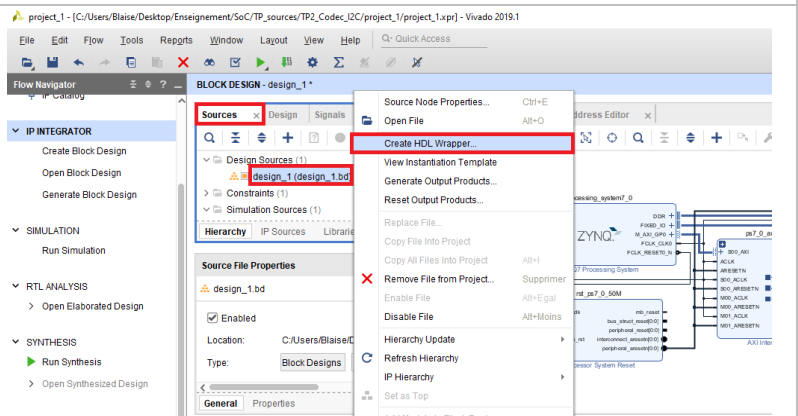 project_1 - [C:/Users/Blaise/Desktop/Enseignement/SoC/TP_sources/TP2_Codec_I2C/project_1/project_1.xpr] - Vivado 2019.1
File Edit Flow Tools Reports Window Layout View Help Q- Quick Access
Flow Navigator
IP Catalog
IP INTEGRATOR
Create Block Design
Open Block Design
Generate Block Design
SIMULATION
Run Simulation
RTL ANALYSIS
Open Elaborated Design
SYNTHESIS
Run Synthesis
Open Synthesized Design
BLOCK DESIGN - design_1 *
Sources Design Signals
Design Sources (1)
design_1 (design_1.bd)
Constraints (1)
Simulation Sources (1)
Hierarchy IP Sources Librarie
Source File Properties
design_1.bd
Enabled
Location: C:/Users/Blaise/D
Type: Block Designs
General Properties
Source Node Properties... Ctrl+E
Open File Alt+O
Create HDL Wrapper...
View Instantiation Template
Generate Output Products...
Reset Output Products...
Replace File...
Copy File Into Project
Copy All Files Into Project Alt+I
Remove File from Project... Supprimer
Enable File Alt+Egal
Disable File Alt+Moins
Hierarchy Update
Refresh Hierarchy
IP Hierarchy
Set as Top
ddress Editor
cessing_system7_0
DDR
FIXED_IO
M_AXI_GP0
FCLK_CLK0
FCLK_RESET0_N
ZYNQ
Q7 Processing System
rst_ps7_0_50M
mb_reset
bus_struct_reset[0:0]
peripheral_reset[0:0]
interconnect_aresetn[0:0]
peripheral_aresetn[0:0]
cessor System Reset
ps7_0_ax
S00_AXI
ACLK
ARESETN
S00_ACLK
S00_ARESETN
M00_ACLK
M00_ARESETN
M01_ACLK
M01_ARESETN
AXI Inter